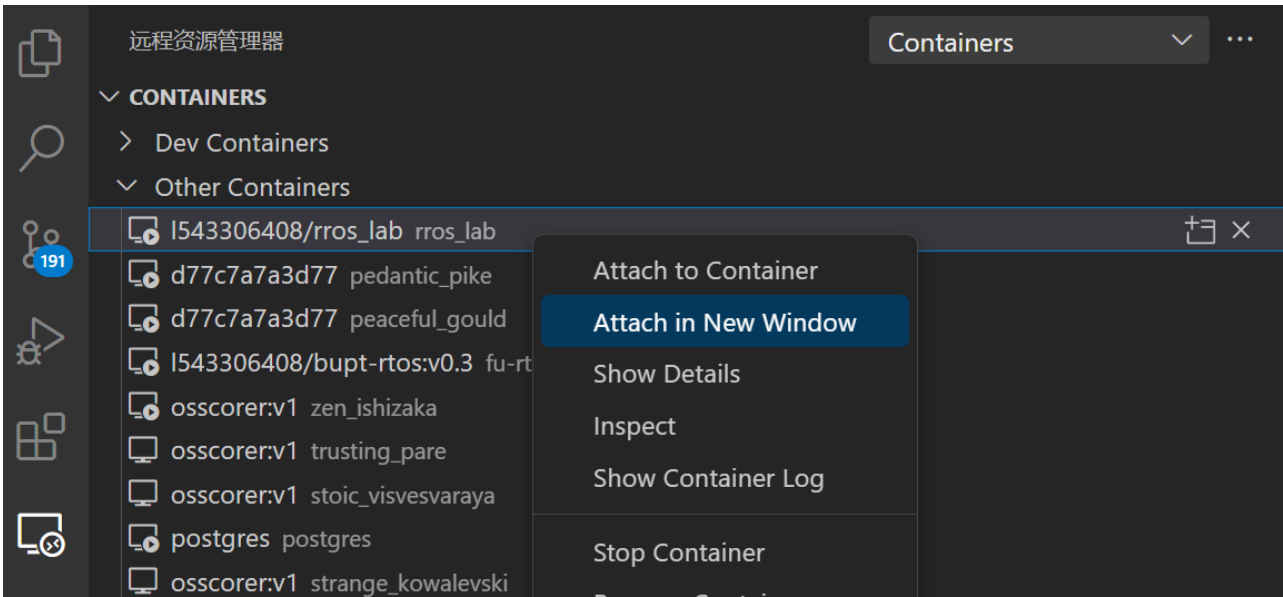 远程资源管理器
Containers
CONTAINERS
Dev Containers
Other Containers
l543306408/rros_lab rros_lab
d77c7a7a3d77 pedantic_pike
d77c7a7a3d77 peaceful_gould
l543306408/bupt-rtos:v0.3 fu-rt
osscorer:v1 zen_ishizaka
osscorer:v1 trusting_pare
osscorer:v1 stoic_visvesvaraya
postgres postgres
osscorer:v1 strange_kowalevski
191
Attach to Container
Attach in New Window
Show Details
Inspect
Show Container Log
Stop Container